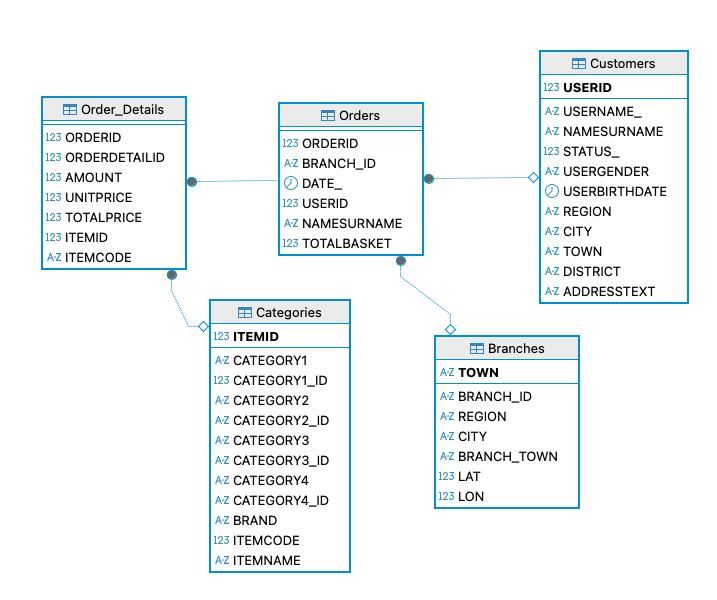 Order_Details
123 ORDERID
123 ORDERDETAILID
123 AMOUNT
123 UNITPRICE
123 TOTALPRICE
123 ITEMID
A-Z ITEMCODE
Orders
123 ORDERID
A-Z BRANCH_ID
DATE_
123 USERID
A-Z NAMESURNAME
123 TOTALBASKET
Customers
123 USERID
A-Z USERNAME_
A-Z NAMESURNAME
123 STATUS_
A-Z USERGENDER
USERBIRTHDATE
A-Z REGION
A-Z CITY
A-Z TOWN
A-Z DISTRICT
A-Z ADDRESSTEXT
Categories
123 ITEMID
A-Z CATEGORY1
123 CATEGORY1_ID
A-Z CATEGORY2
A-Z CATEGORY2_ID
A-Z CATEGORY3
A-Z CATEGORY3_ID
A-Z CATEGORY4
A-Z CATEGORY4_ID
A-Z BRAND
123 ITEMCODE
A-Z ITEMNAME
Branches
A-Z TOWN
A-Z BRANCH_ID
A-Z REGION
A-Z CITY
A-Z BRANCH_TOWN
123 LAT
123 LON